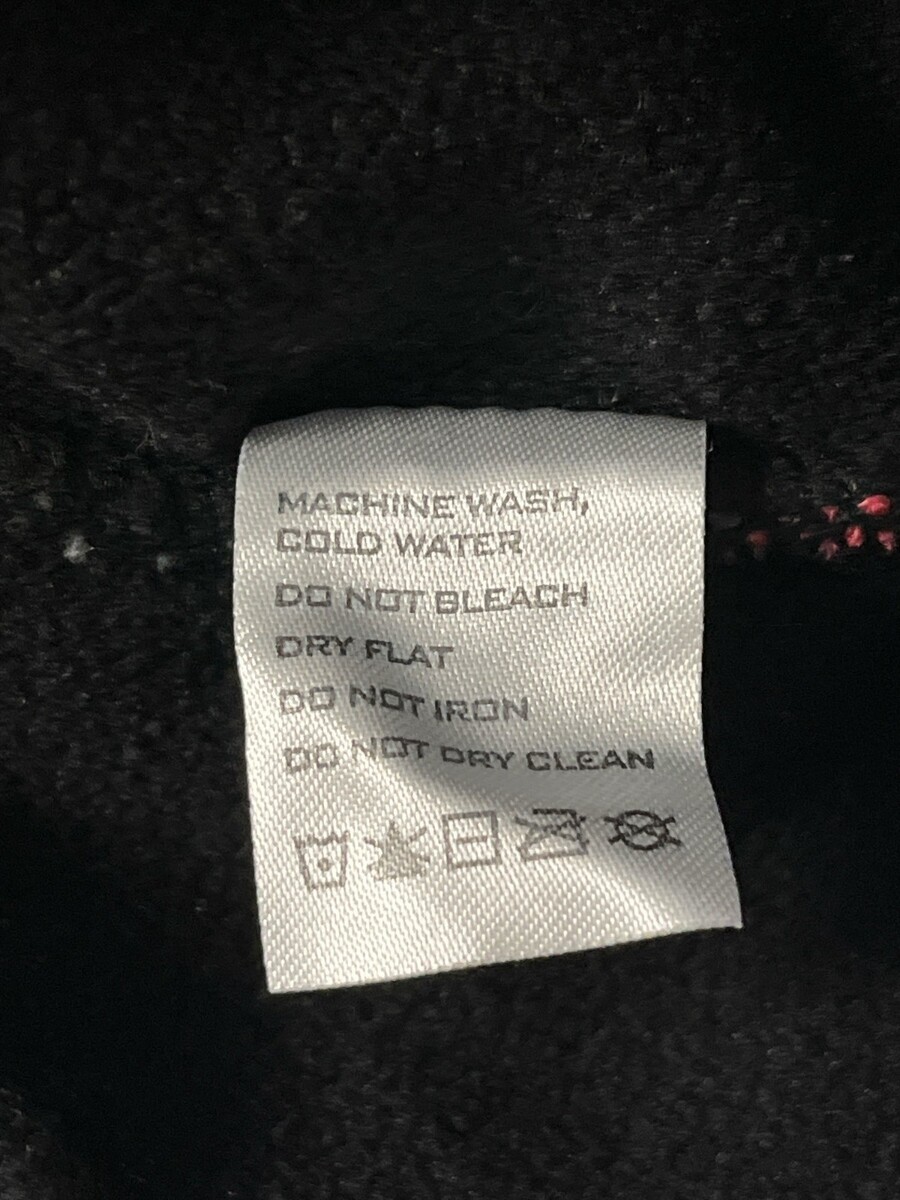 MACHINE WASH,
COLD WATER
DO NOT BLEACH
DRY FLAT
DO NOT IRON
DO NOT DRY CLEAN